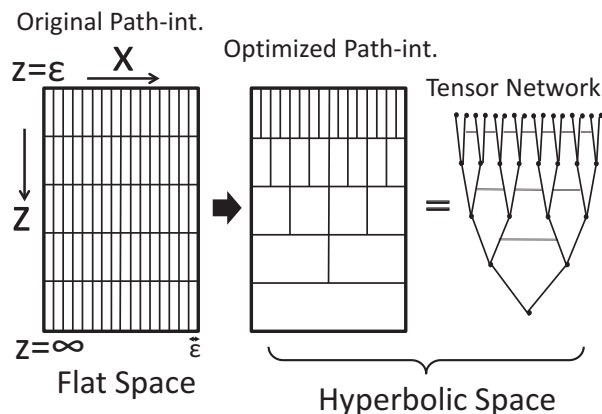 Original Path-int.
Optimized Path-int.
Tensor Network
z=ε
X
Z
=
z=∞
ε
Flat Space
Hyperbolic Space